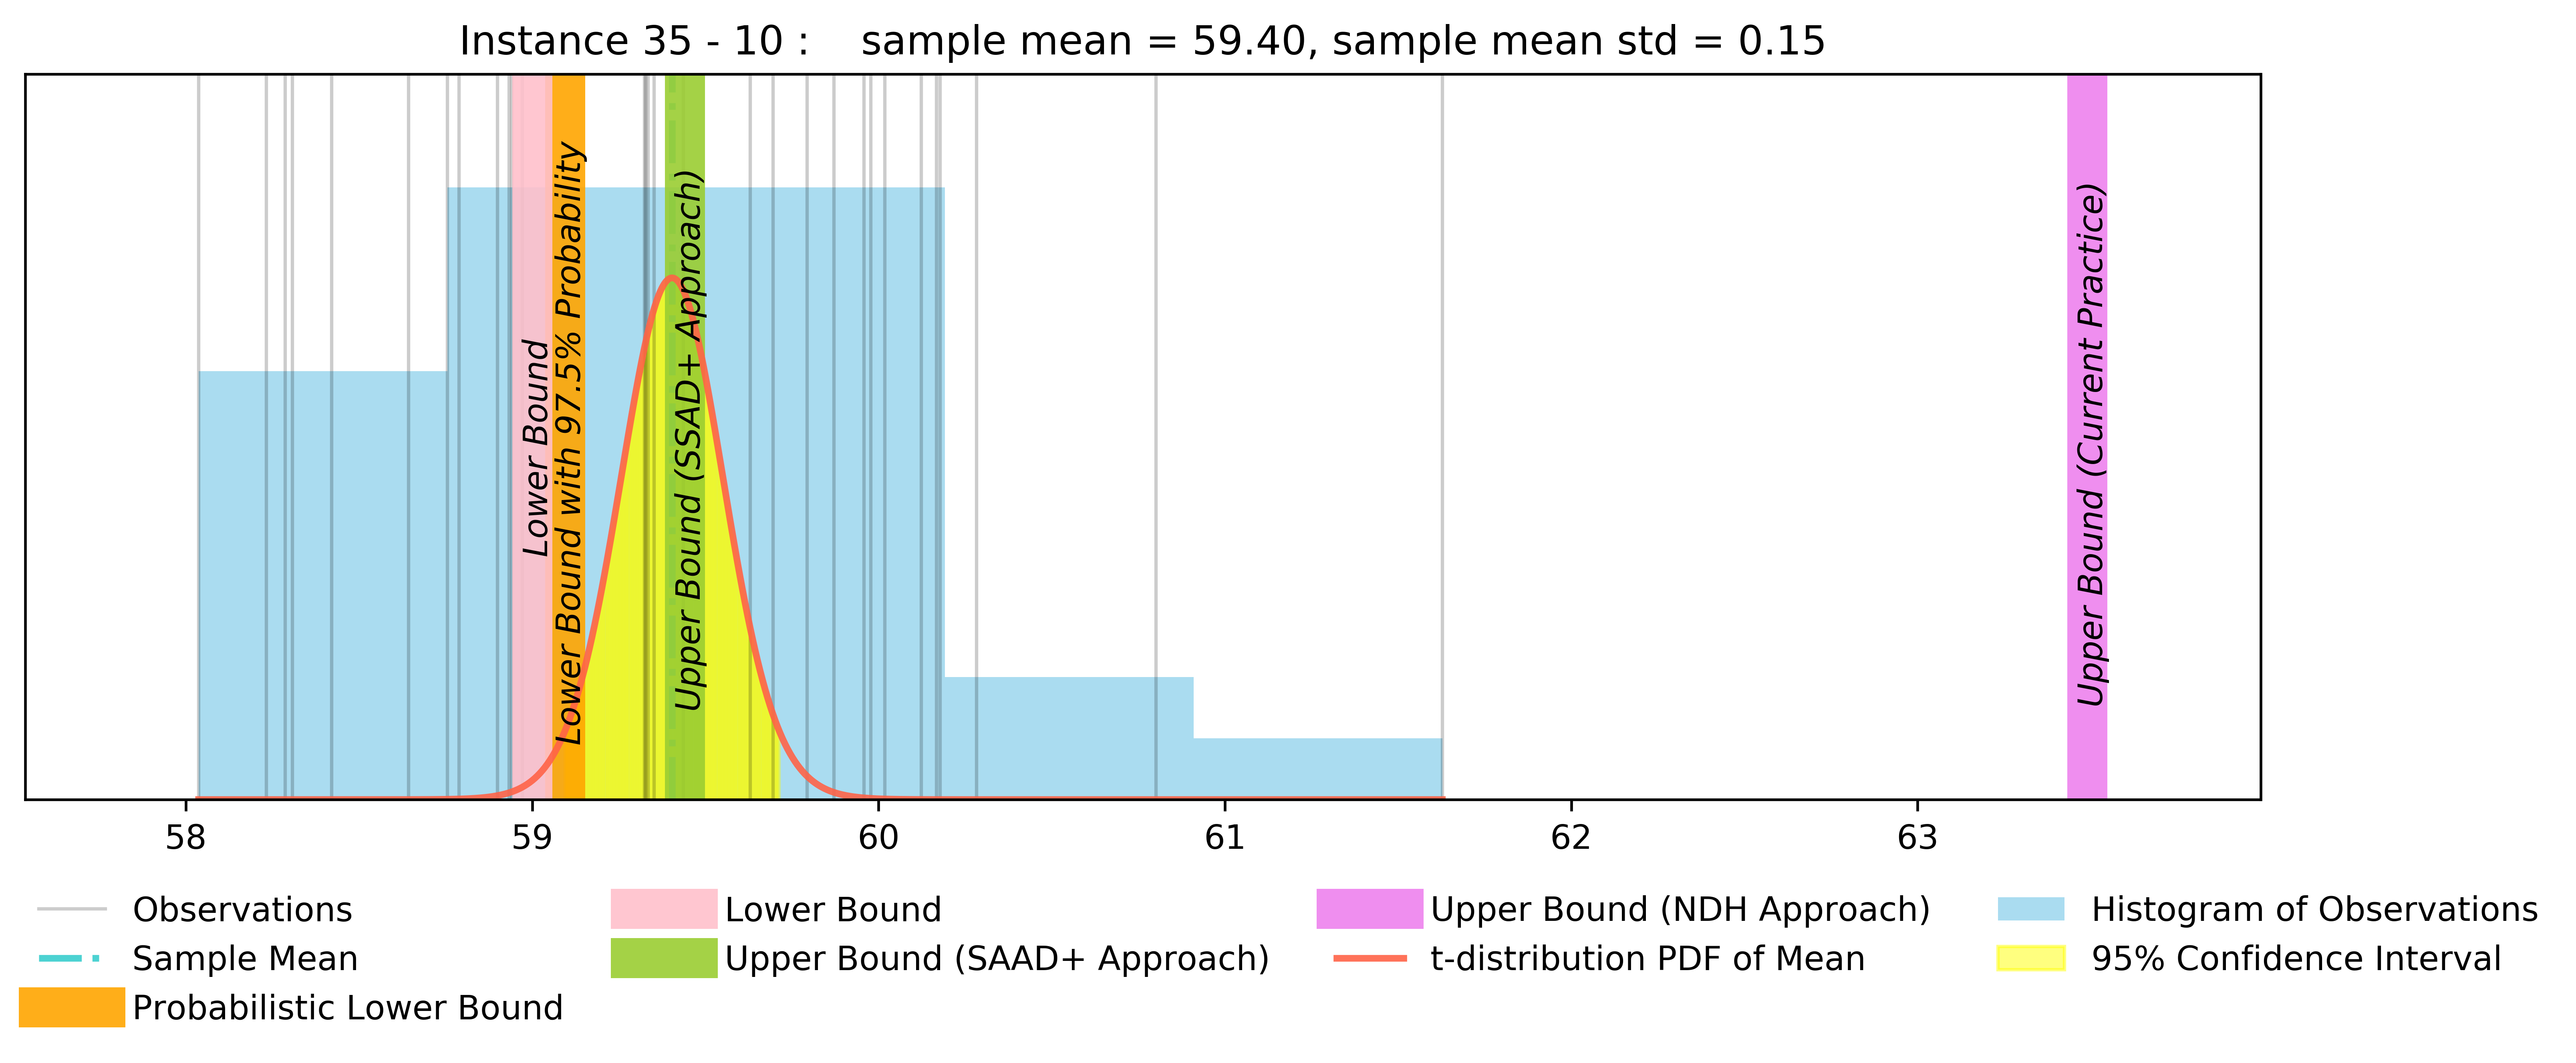 Instance 35 - 10 :    sample mean = 59.40, sample mean std = 0.15
Lower Bound
Lower Bound with 97.5% Probability
Upper Bound (SSAD+ Approach)
Upper Bound (Current Practice)
58 59 60 61 62 63
Observations
Sample Mean
Probabilistic Lower Bound
Lower Bound
Upper Bound (SAAD+ Approach)
Upper Bound (NDH Approach)
t-distribution PDF of Mean
Histogram of Observations
95% Confidence Interval